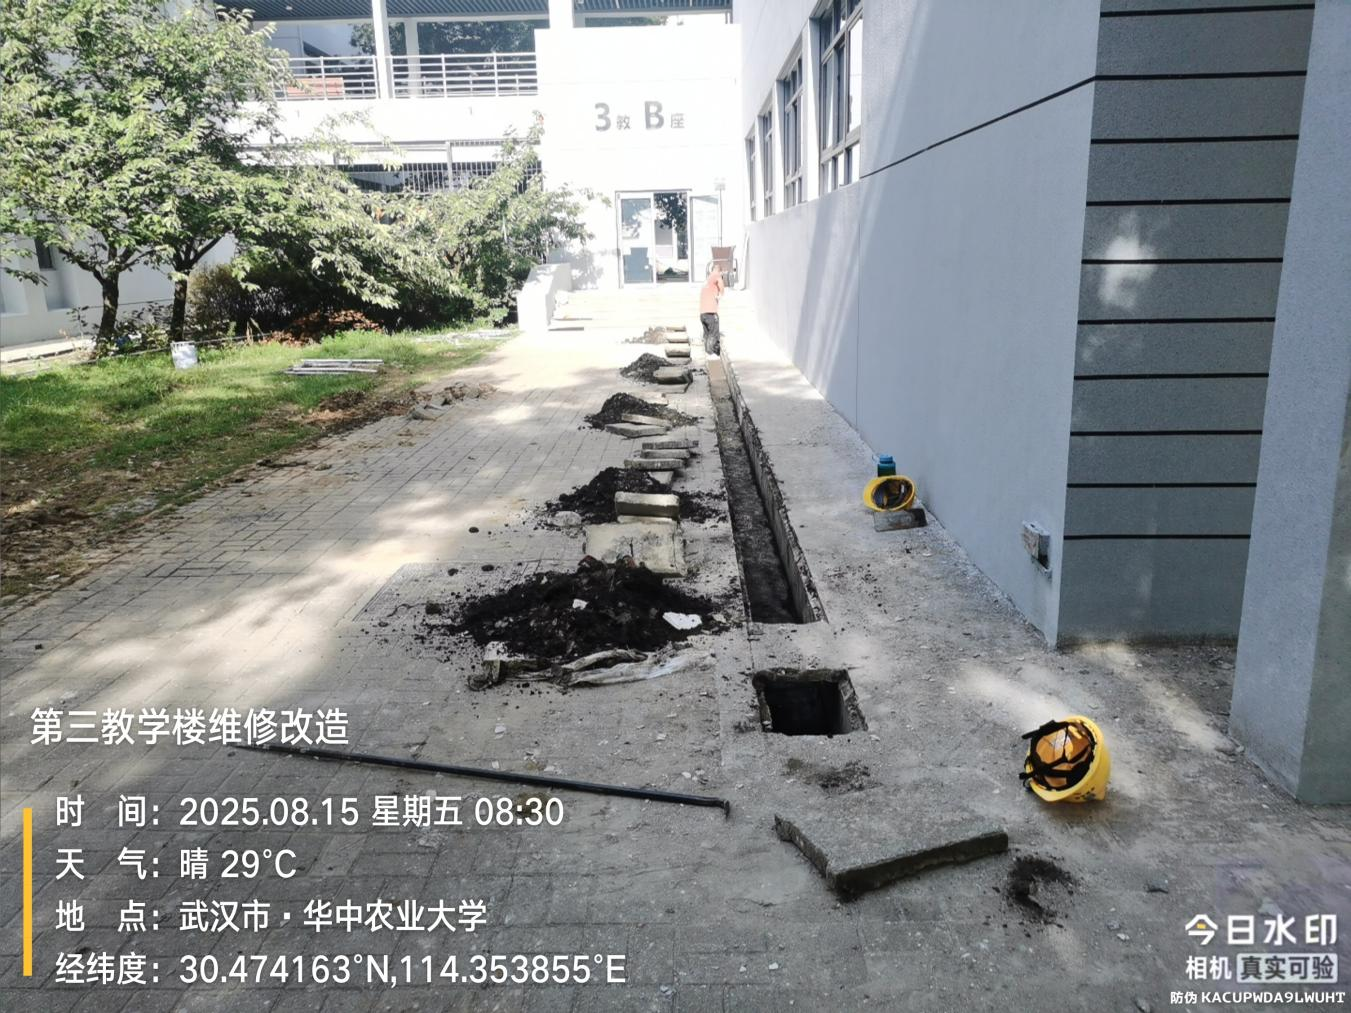 3教 B座
第三教学楼维修改造
时 间：2025.08.15 星期五 08:30
天 气：晴 29°C
地 点：武汉市·华中农业大学
经纬度：30.474163°N,114.353855°E
今日水印
相机 真实可验
防伪 KACUPWDA9LWUHT